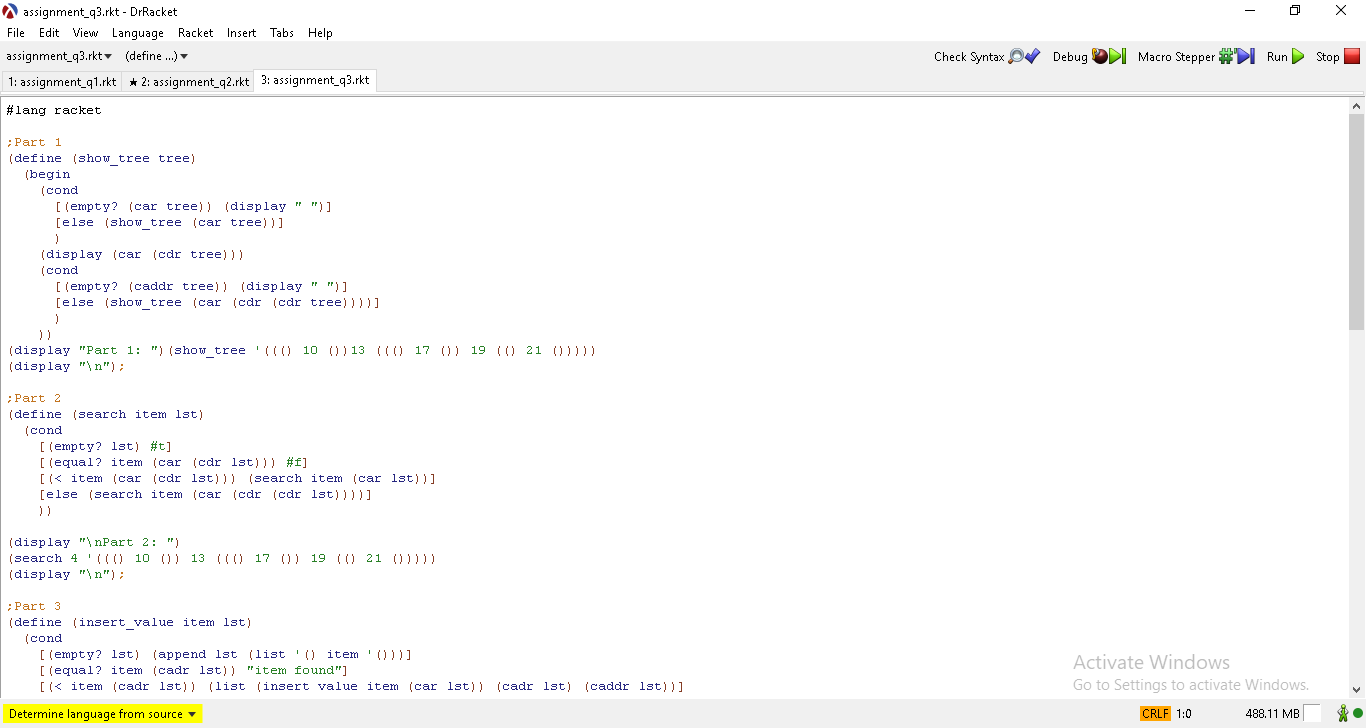 assignment_q3.rkt - DrRacket
File Edit View Language Racket Insert Tabs Help
assignment_q3.rkt▾ (define ...)▾ Check Syntax Debug Macro Stepper Run Stop
1: assignment_q1.rkt ★ 2: assignment_q2.rkt 3: assignment_q3.rkt
#lang racket
;Part 1
(define (show_tree tree)
  (begin
    (cond
      [(empty? (car tree)) (display " ")]
      [else (show_tree (car tree))]
      )
    (display (car (cdr tree)))
    (cond
      [(empty? (caddr tree)) (display " ")]
      [else (show_tree (car (cdr (cdr tree))))]
      )
    ))
(display "Part 1: ")(show_tree '((() 10 ())13 ((() 17 ()) 19 (() 21 ()))))
(display "\n");
;Part 2
(define (search item lst)
  (cond
    [(empty? lst) #t]
    [(equal? item (car (cdr lst))) #f]
    [(< item (car (cdr lst))) (search item (car lst))]
    [else (search item (car (cdr (cdr lst))))]
    ))
(display "\nPart 2: ")
(search 4 '((() 10 ()) 13 ((() 17 ()) 19 (() 21 ()))))
(display "\n");
;Part 3
(define (insert_value item lst)
  (cond
    [(empty? lst) (append lst (list '() item '()))]
    [(equal? item (cadr lst)) "item found"]
    [(< item (cadr lst)) (list (insert_value item (car lst)) (cadr lst) (caddr lst))]
Activate Windows
Go to Settings to activate Windows.
Determine language from source ▾ CRLF 1:0 488.11 MB